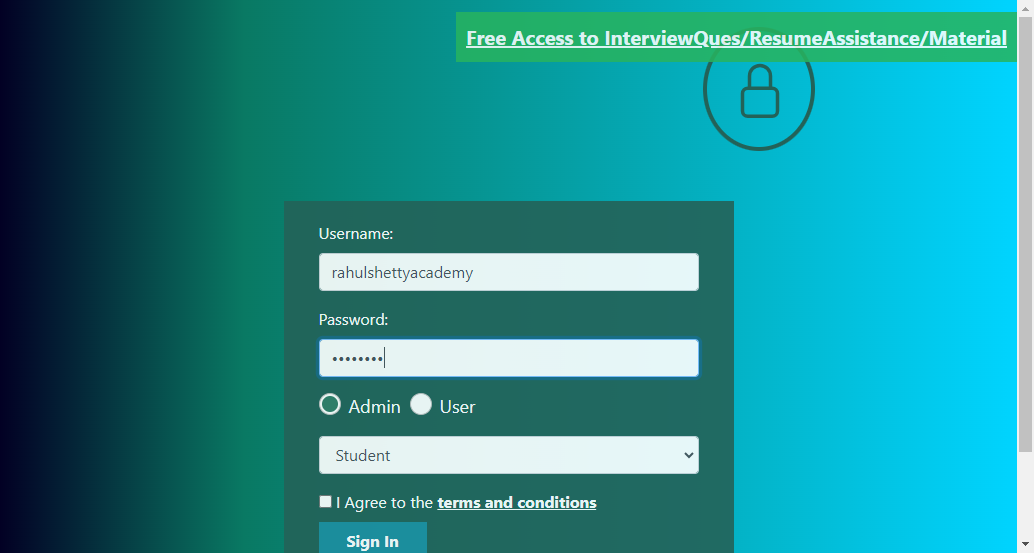 Free Access to InterviewQues/ResumeAssistance/Material
Username:
rahulshettyacademy
Password:
••••••••
Admin User
Student
I Agree to the terms and conditions
Sign In